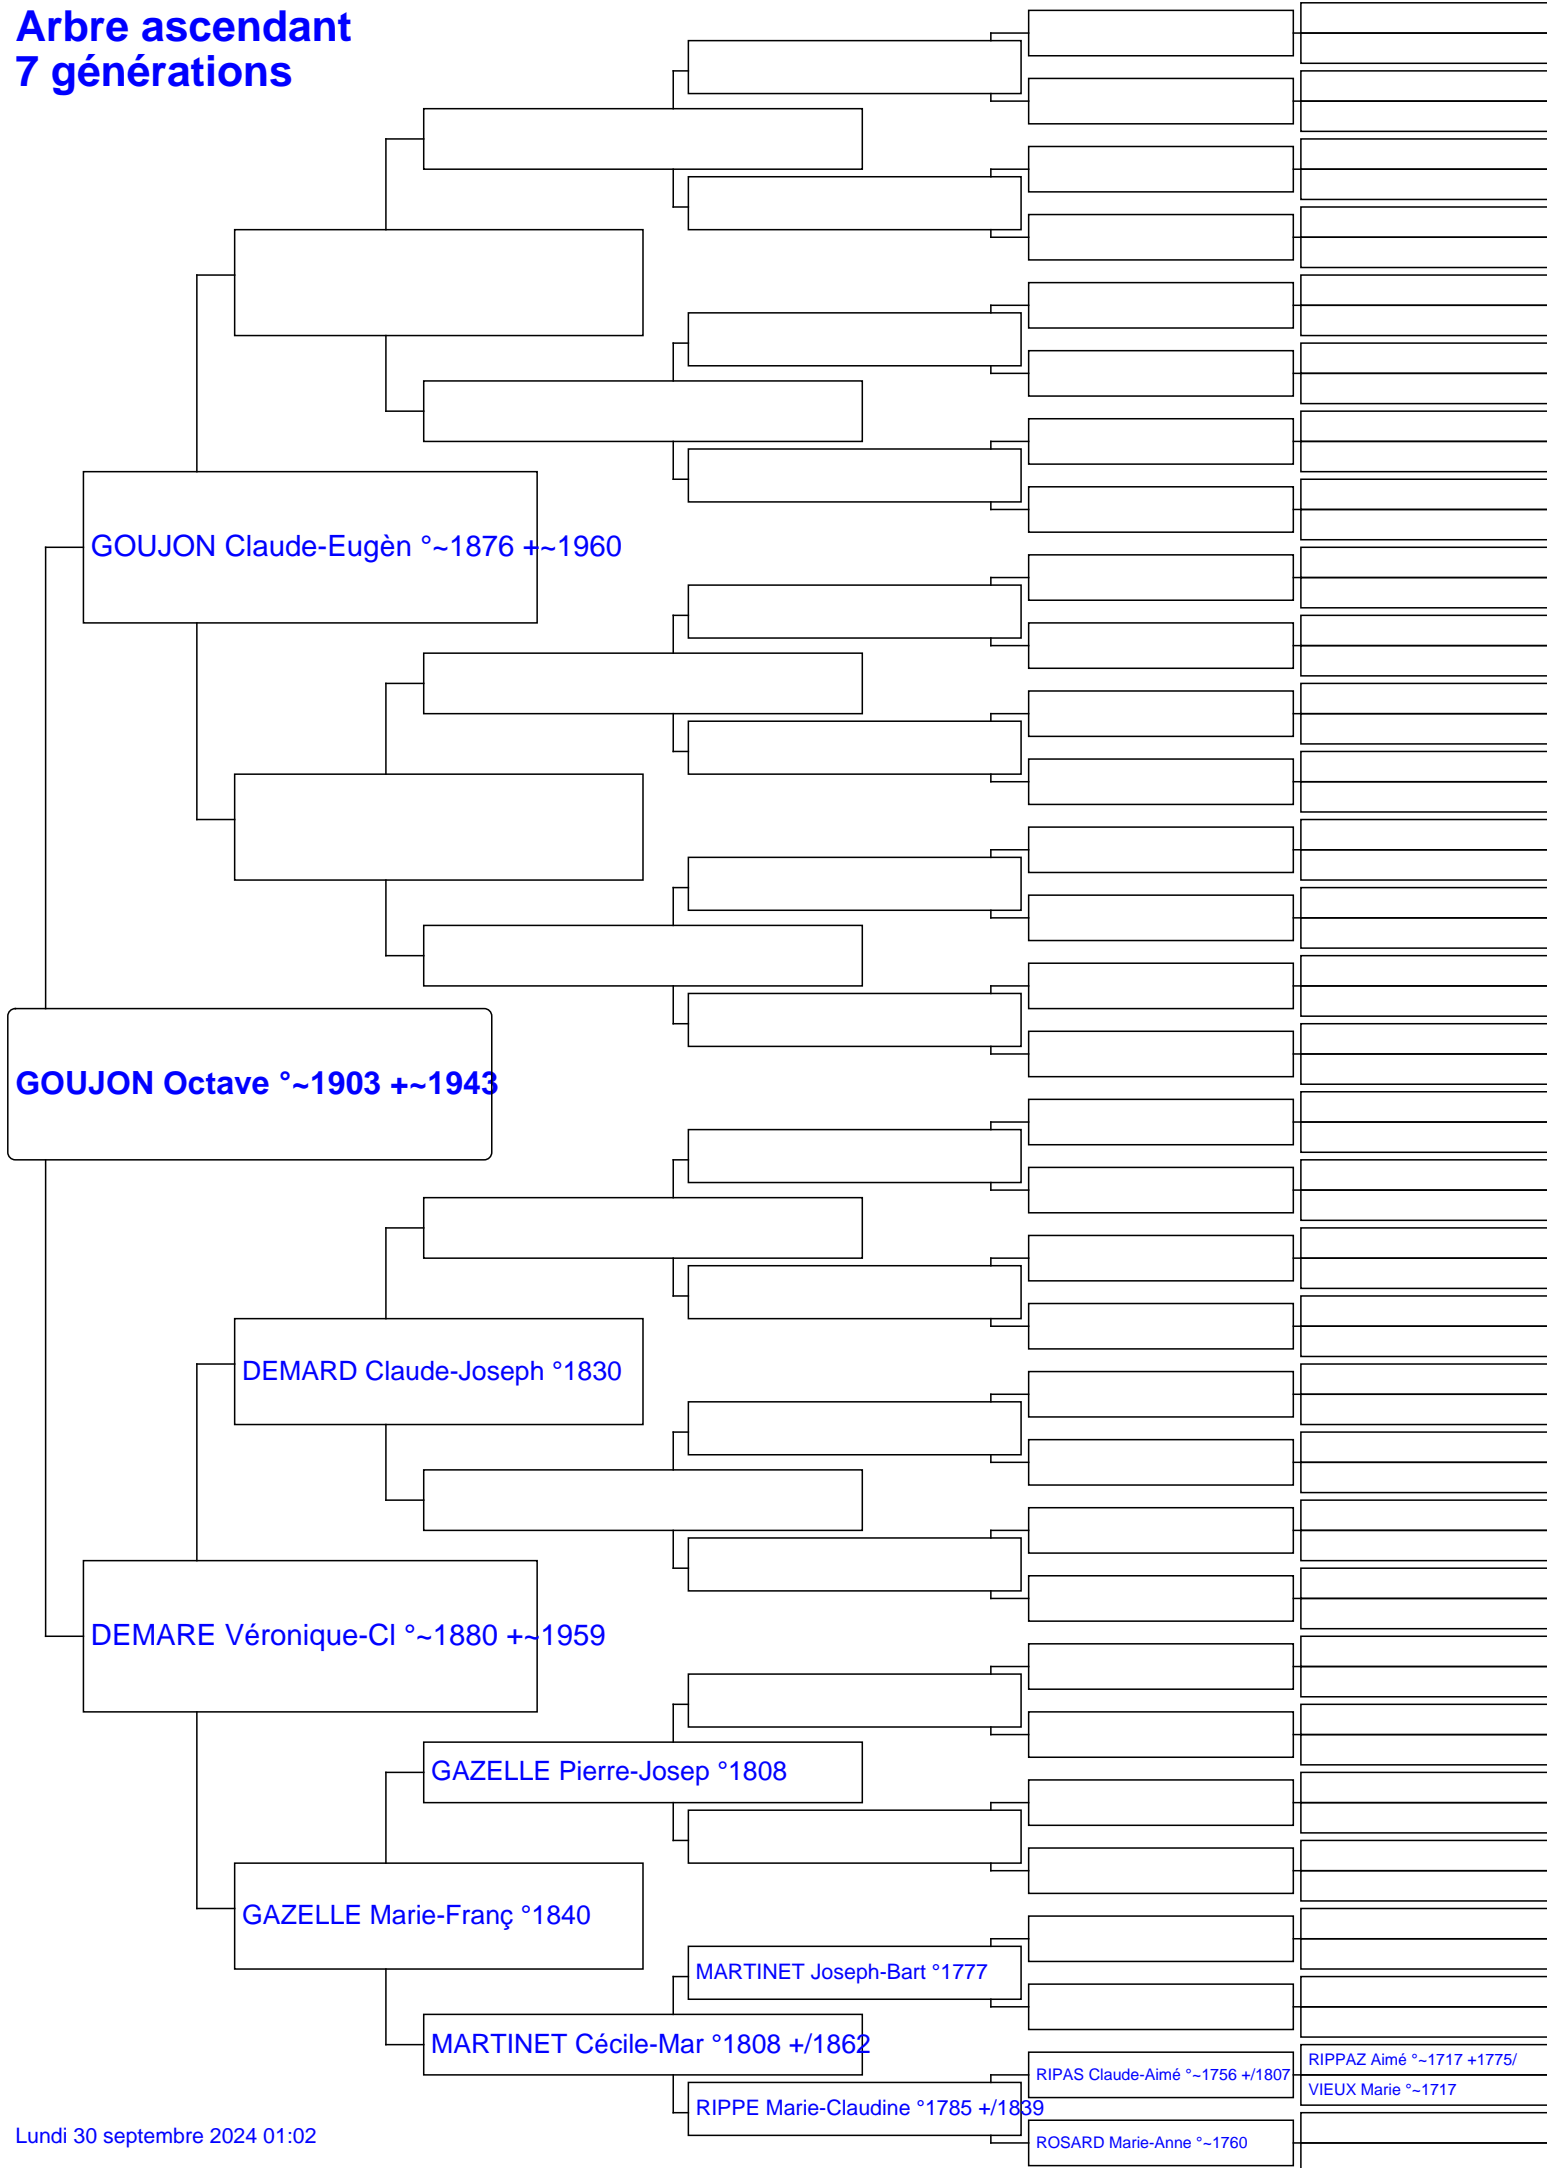 Arbre ascendant
7 générations
GOUJON Claude-Eugèn °~1876 +~1960
GOUJON Octave °~1903 +~1943
DEMARD Claude-Joseph °1830
DEMARE Véronique-Cl °~1880 +~1959
GAZELLE Pierre-Josep °1808
GAZELLE Marie-Franç °1840
MARTINET Joseph-Bart °1777
MARTINET Cécile-Mar °1808 +/1862
RIPPAZ Aimé °~1717 +1775/
RIPAS Claude-Aimé °~1756 +/1807
VIEUX Marie °~1717
RIPPE Marie-Claudine °1785 +/1839
ROSARD Marie-Anne °~1760
Lundi 30 septembre 2024 01:02